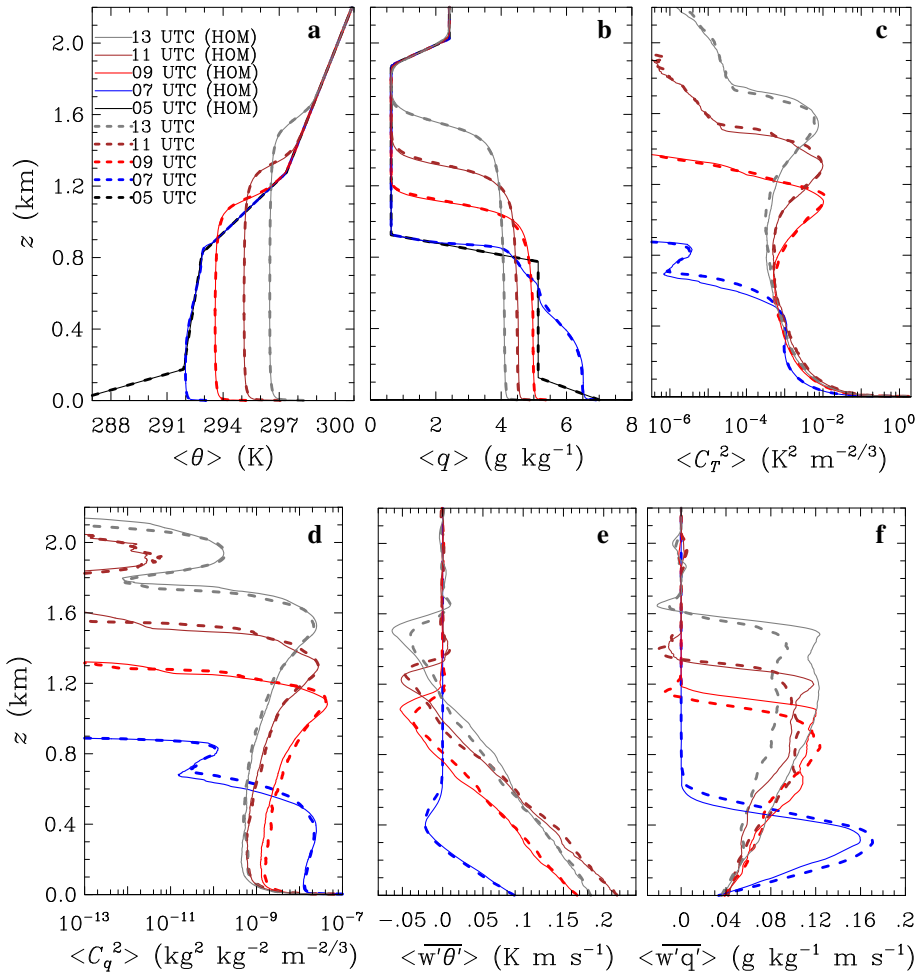 a
b
c
13 UTC (HOM)
11 UTC (HOM)
09 UTC (HOM)
07 UTC (HOM)
05 UTC (HOM)
13 UTC
11 UTC
09 UTC
07 UTC
05 UTC
2.0
1.6
1.2
0.8
0.4
0.0
z (km)
288 291 294 297 300
<θ> (K)
0 2 4 6 8
<q> (g kg⁻¹)
10⁻⁶ 10⁻⁴ 10⁻² 10⁰
<C_T²> (K² m⁻²/³)
d
e
f
2.0
1.6
1.2
0.8
0.4
0.0
z (km)
10⁻¹³ 10⁻¹¹ 10⁻⁹ 10⁻⁷
<C_q²> (kg² kg⁻² m⁻²/³)
-.05 .0 .05 .1 .15 .2
<w'θ'> (K m s⁻¹)
.0 .04 .08 .12 .16 .2
<w'q'> (g kg⁻¹ m s⁻¹)